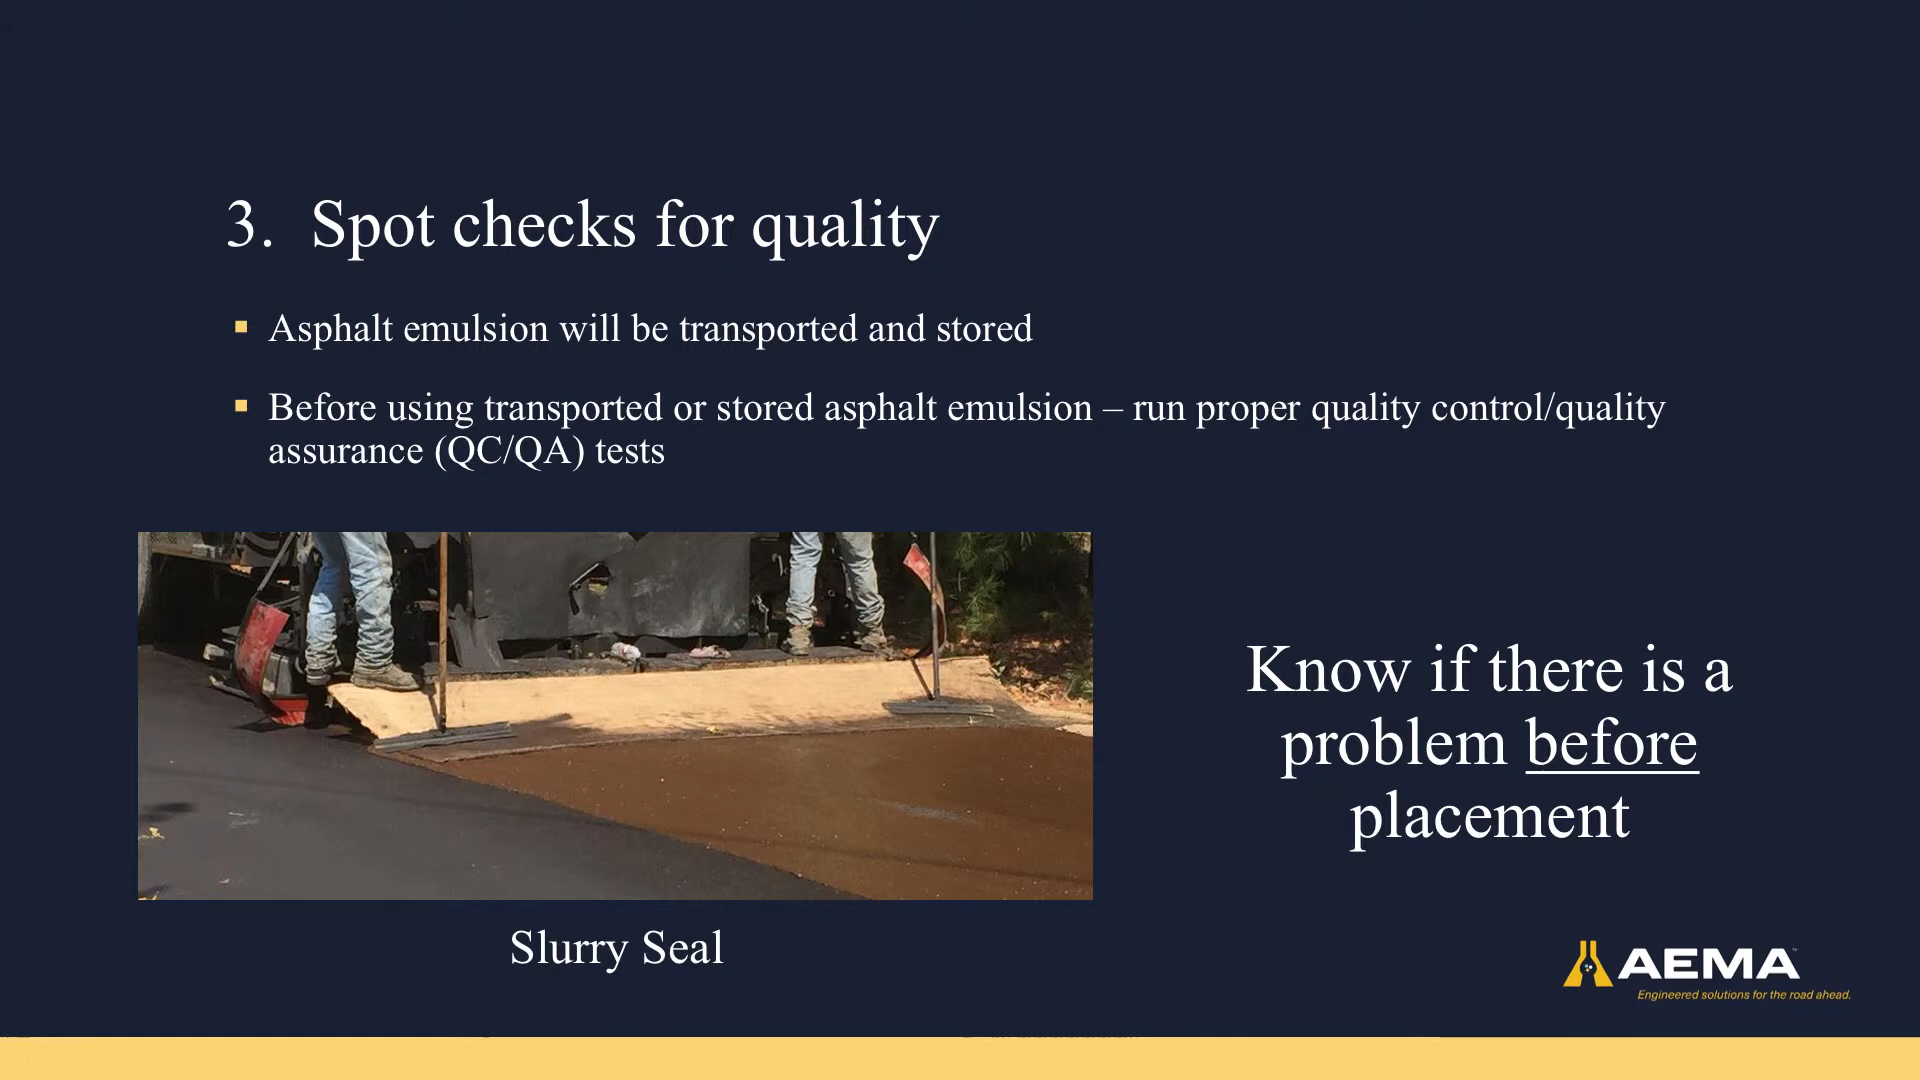 3. Spot checks for quality
▪ Asphalt emulsion will be transported and stored
▪ Before using transported or stored asphalt emulsion – run proper quality control/quality
assurance (QC/QA) tests
Know if there is a
problem before
placement
Slurry Seal
AEMA™
Engineered solutions for the road ahead.